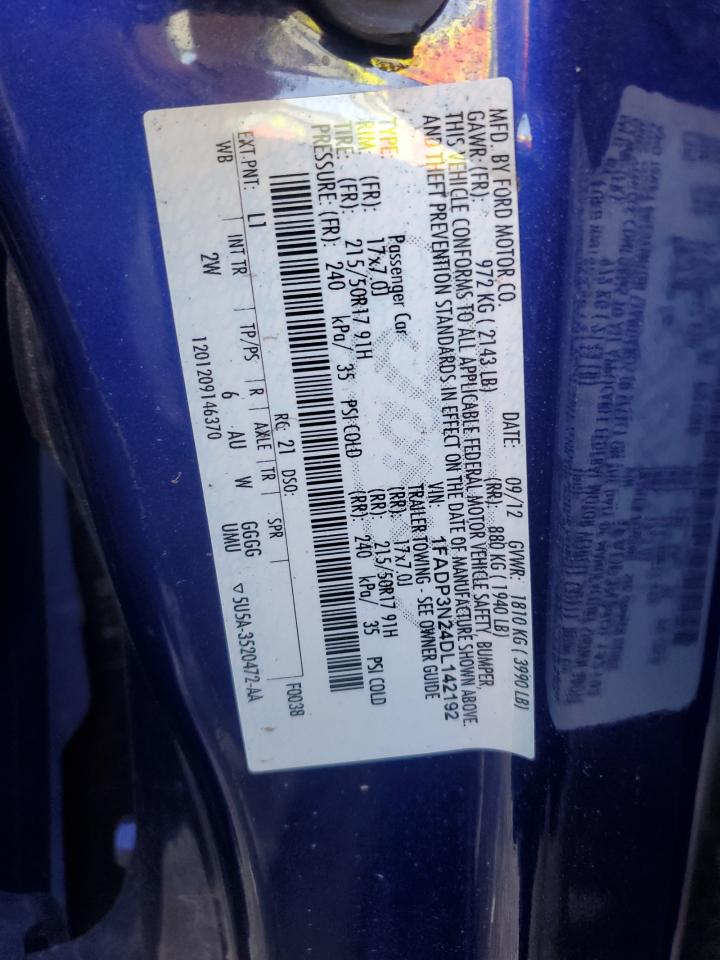 MFD. BY FORD MOTOR CO.
DATE: 09/12 GVWR: 1810 KG ( 3990 LB)
GAWR: (FR) 972 KG ( 2143 LB) (RR): 880 KG ( 1940 LB)
THIS VEHICLE CONFORMS TO ALL APPLICABLE FEDERAL MOTOR VEHICLE SAFETY, BUMPER,
AND THEFT PREVENTION STANDARDS IN EFFECT ON THE DATE OF MANUFACTURE SHOWN ABOVE.
VIN: 1FADP3N24DL142192
TYPE: Passenger Car TRAILER TOWING - SEE OWNER GUIDE
RIM: (FR): 17x7.0J (RR): 17x7.0J
TIRE: (FR): 215/50R17 91H (RR): 215/50R17 91H
PRESSURE: (FR): 240 kPa/ 35 PSI COLD (RR): 240 kPa/ 35 PSI COLD
RC: 21 DSO: F0038
EXT PNT: L1 INT TR TP/PS R AXLE TR SPR
WB 2W 6 AU W GGGG UMU
1201209146370 5U5A-3520472-AA